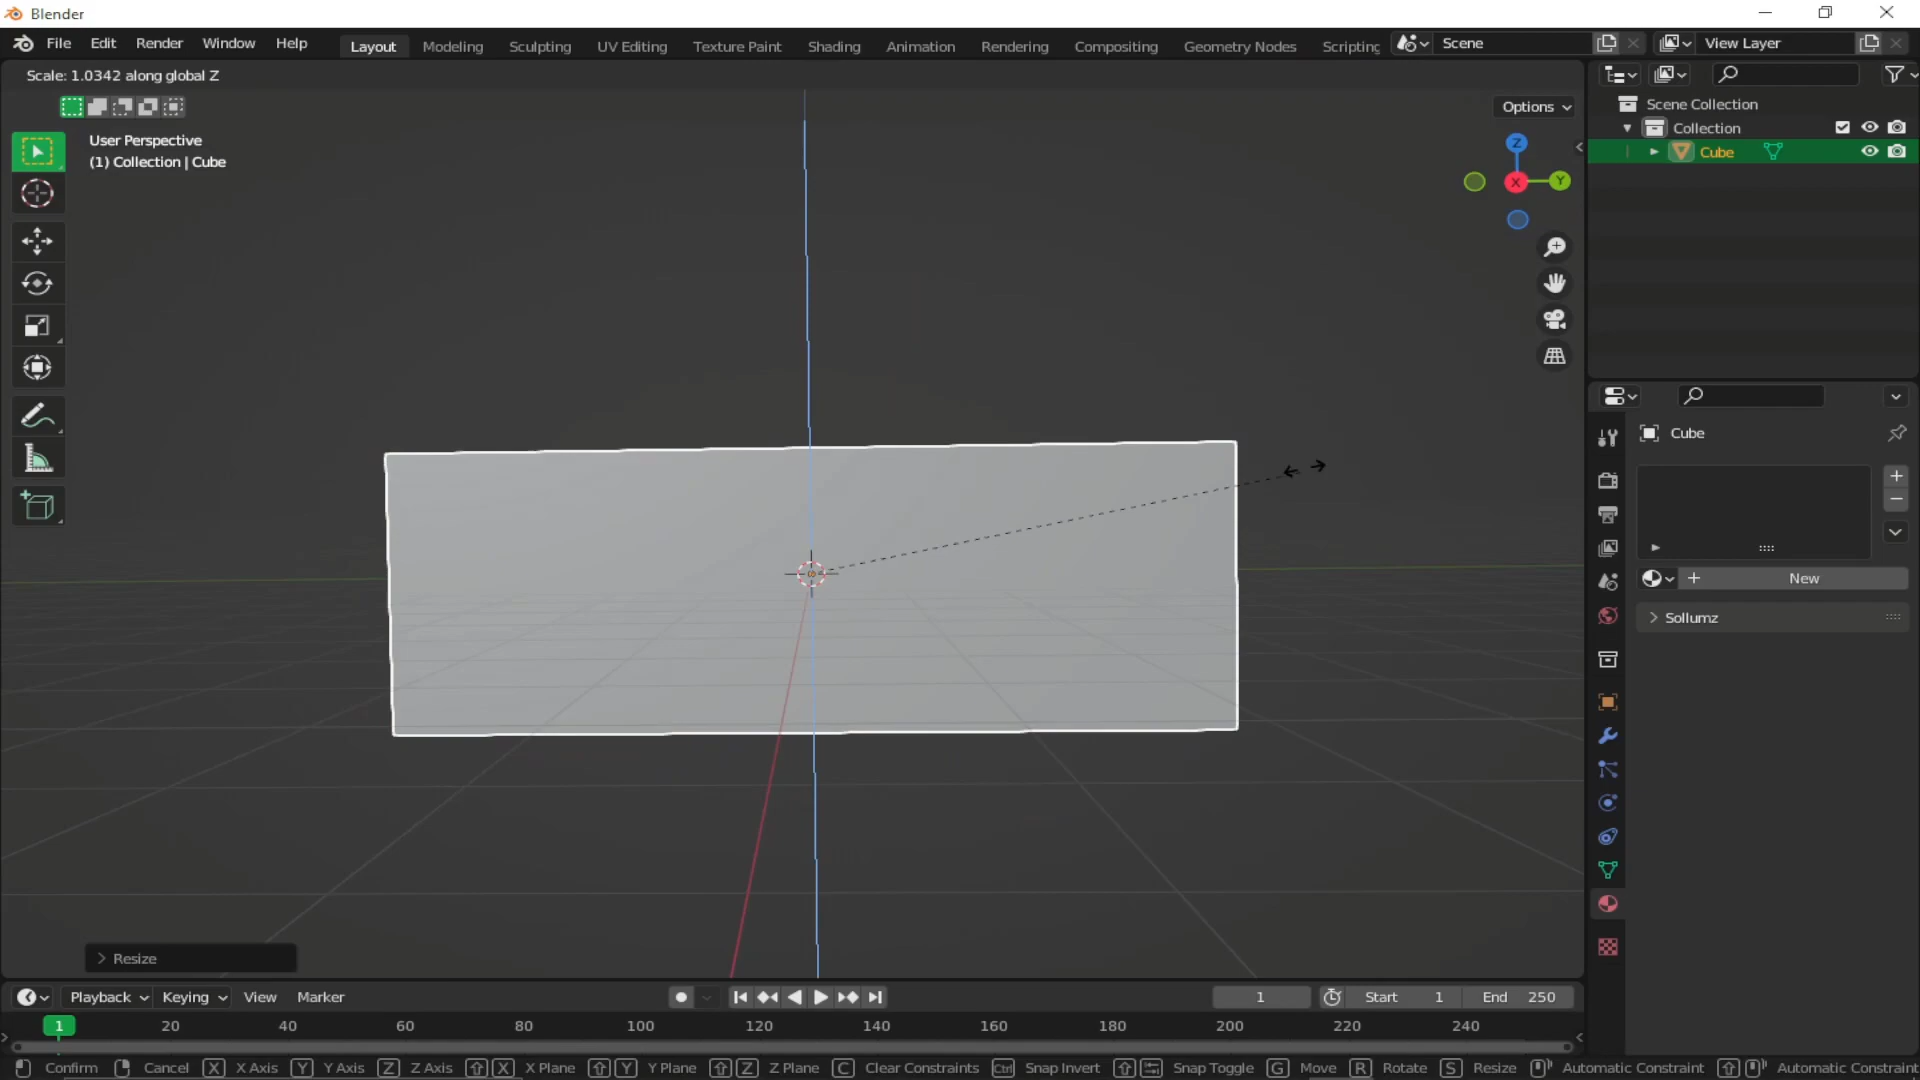 Blender
File Edit Render Window Help Layout Modeling Sculpting UV Editing Texture Paint Shading Animation Rendering Compositing Geometry Nodes Scripting Scene View Layer
Scale: 1.0342 along global Z
Options
User Perspective
(1) Collection | Cube
Z
X
Y
Scene Collection
Collection
Cube
Cube
New
Sollumz
Resize
Playback Keying View Marker 1 Start 1 End 250
1 20 40 60 80 100 120 140 160 180 200 220 240
Confirm Cancel X X Axis Y Y Axis Z Z Axis X X Plane Y Y Plane Z Z Plane C Clear Constraints Ctrl Snap Invert Snap Toggle G Move R Rotate S Resize Automatic Constraint Automatic Constraint